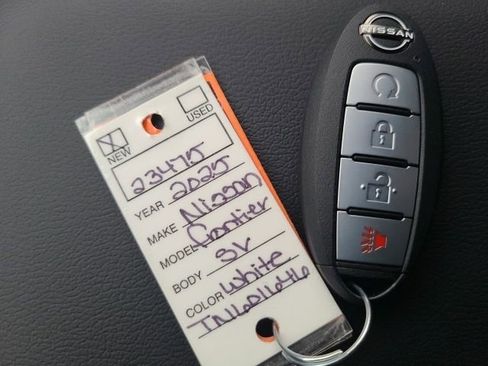 NISSAN
NEW
USED
23475
YEAR 2025
MAKE Nissan
MODEL Frontier
BODY SV
COLOR White